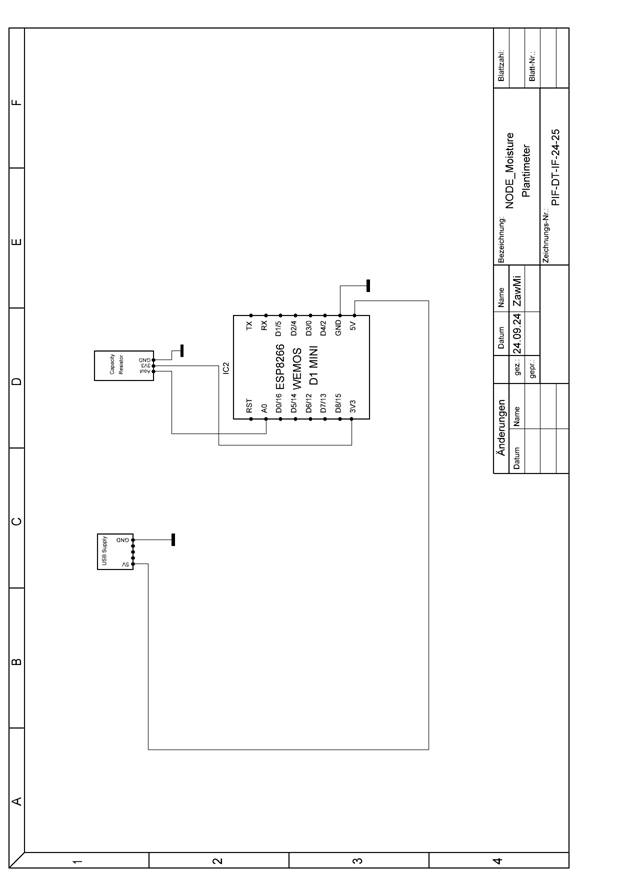 A
B
C
D
E
F
1
2
3
4
USB Supply
5V
GND
Capacity
Resistor
Aout
3V3
GND
IC2
ESP8266
WEMOS
D1 MINI
RST
A0
D0/16
D5/14
D6/12
D7/13
D8/15
3V3
TX
RX
D1/5
D2/4
D3/0
D4/2
GND
5V
Änderungen
Datum
Name
Datum
Name
gez.:
24.09.24
ZawMi
gepr.:
Bezeichnung:
NODE_Moisture
Plantimeter
Zeichnungs-Nr.:
PIF-DT-IF-24-25
Blattzahl:
Blatt-Nr.: